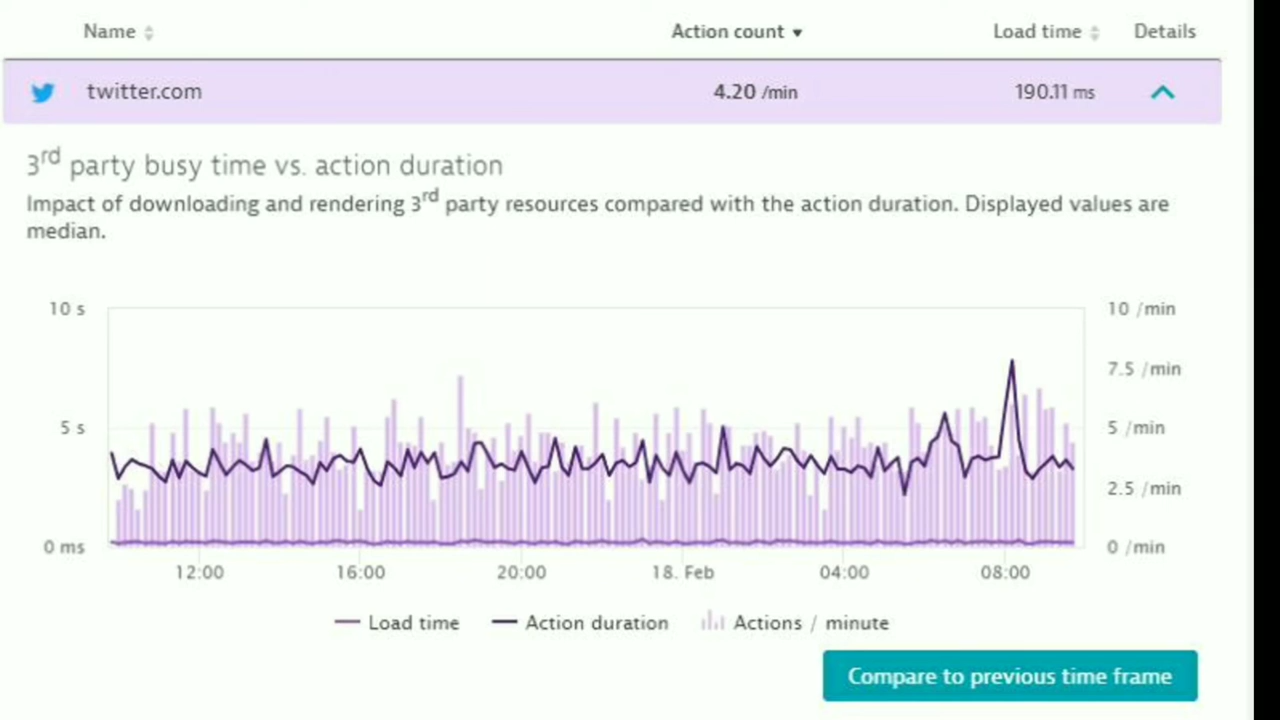 Name Action count Load time Details
twitter.com 4.20 /min 190.11 ms
3rd party busy time vs. action duration
Impact of downloading and rendering 3rd party resources compared with the action duration. Displayed values are
median.
10 s 10 /min
7.5 /min
5 s 5 /min
2.5 /min
0 ms 0 /min
12:00 16:00 20:00 18. Feb 04:00 08:00
Load time Action duration Actions / minute
Compare to previous time frame